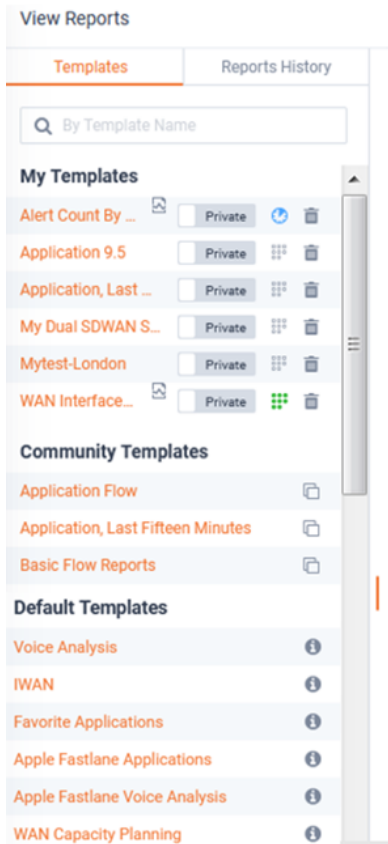 View Reports
Templates Reports History
By Template Name
My Templates
Alert Count By ... Private
Application 9.5 Private
Application, Last ... Private
My Dual SDWAN S... Private
Mytest-London Private
WAN Interface... Private
Community Templates
Application Flow
Application, Last Fifteen Minutes
Basic Flow Reports
Default Templates
Voice Analysis
IWAN
Favorite Applications
Apple Fastlane Applications
Apple Fastlane Voice Analysis
WAN Capacity Planning